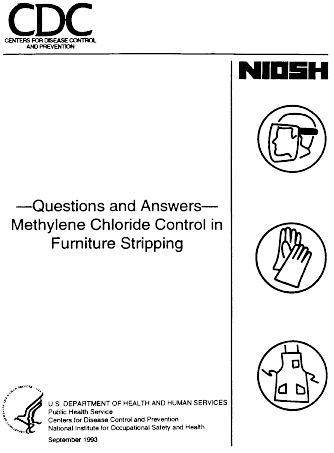 CDC
CENTERS FOR DISEASE CONTROL
AND PREVENTION
NIOSH
—Questions and Answers—
Methylene Chloride Control in
Furniture Stripping
U.S. DEPARTMENT OF HEALTH AND HUMAN SERVICES
Public Health Service
Centers for Disease Control and Prevention
National Institute for Occupational Safety and Health
September 1993